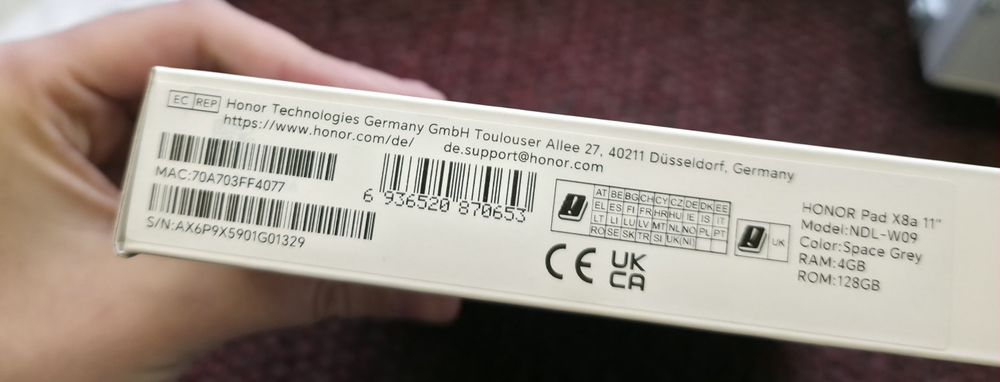 EC REP Honor Technologies Germany GmbH Toulouser Allee 27, 40211 Düsseldorf, Germany
https://www.honor.com/de/ de.support@honor.com
MAC:70A703FF4077
S/N:AX6P9X5901G01329
6 936520 870653
AT BE BG CH CY CZ DE DK EE
EL ES FI FR HR HU IE IS IT
LT LI LU LV MT NL NO PL PT
RO SE SK TR SI UK(NI)
UK
CE UK
CA
HONOR Pad X8a 11"
Model:NDL-W09
Color:Space Grey
RAM:4GB
ROM:128GB